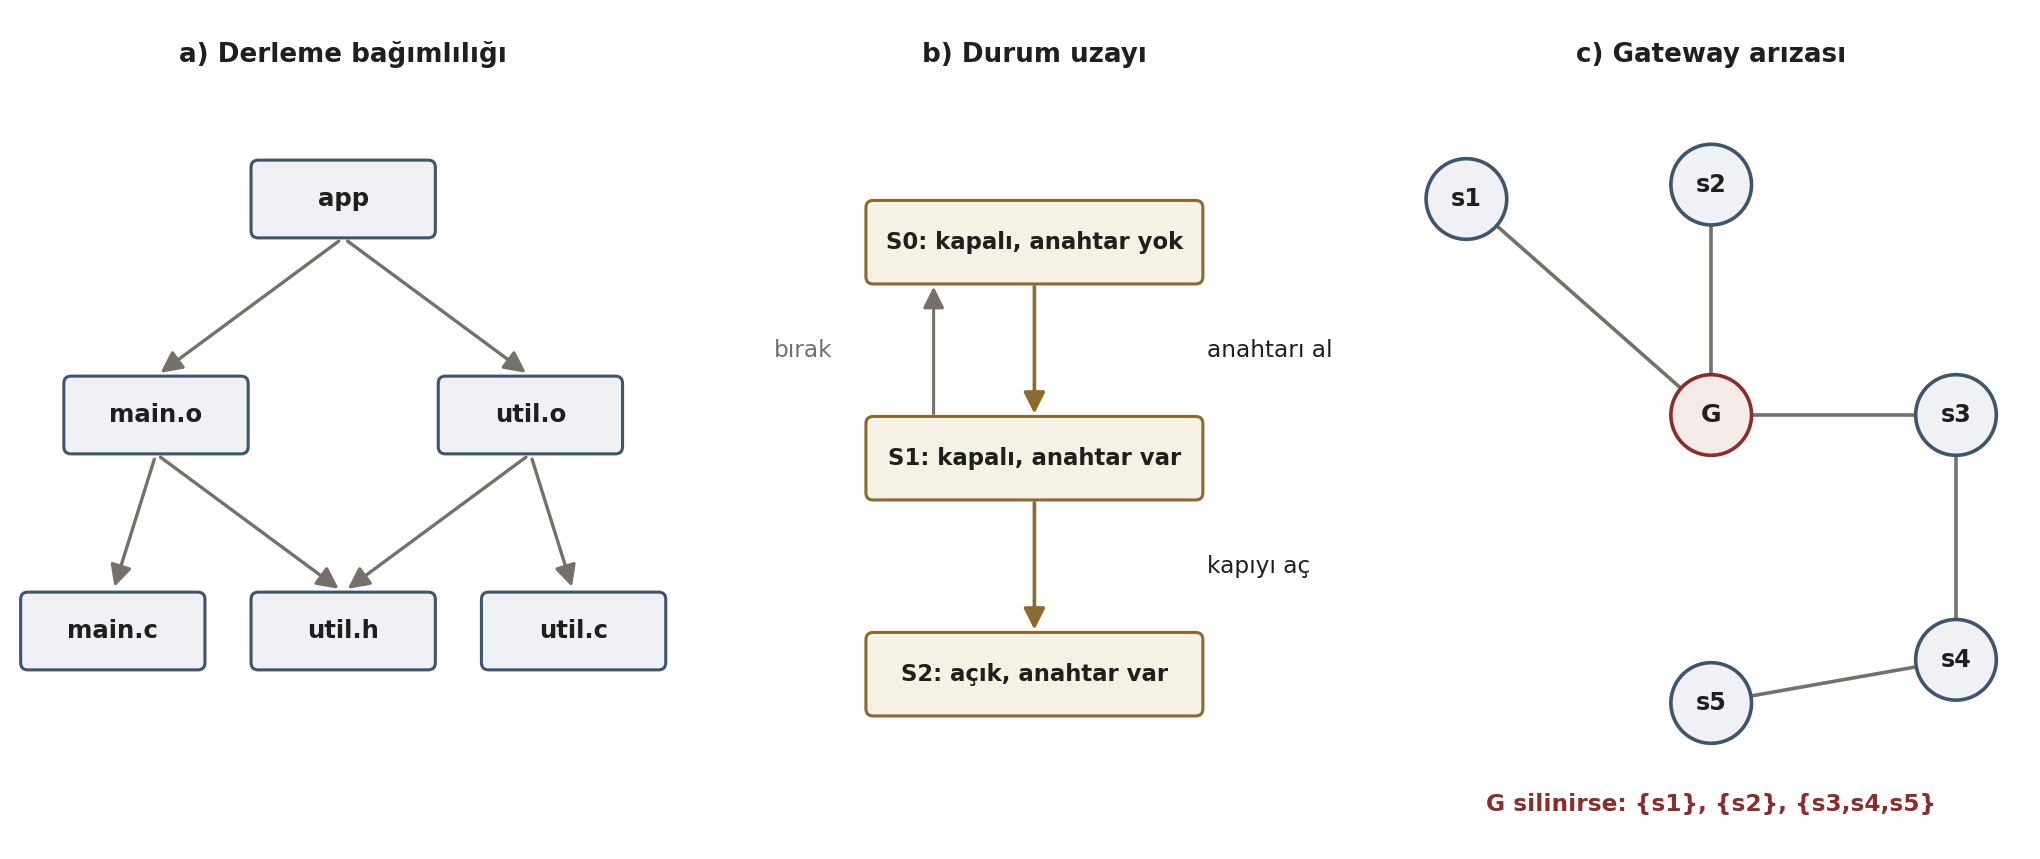 a) Derleme bağımlılığı
app
main.o
util.o
main.c
util.h
util.c
b) Durum uzayı
S0: kapalı, anahtar yok
bırak
anahtarı al
S1: kapalı, anahtar var
kapıyı aç
S2: açık, anahtar var
c) Gateway arızası
s1
s2
G
s3
s4
s5
G silinirse: {s1}, {s2}, {s3,s4,s5}